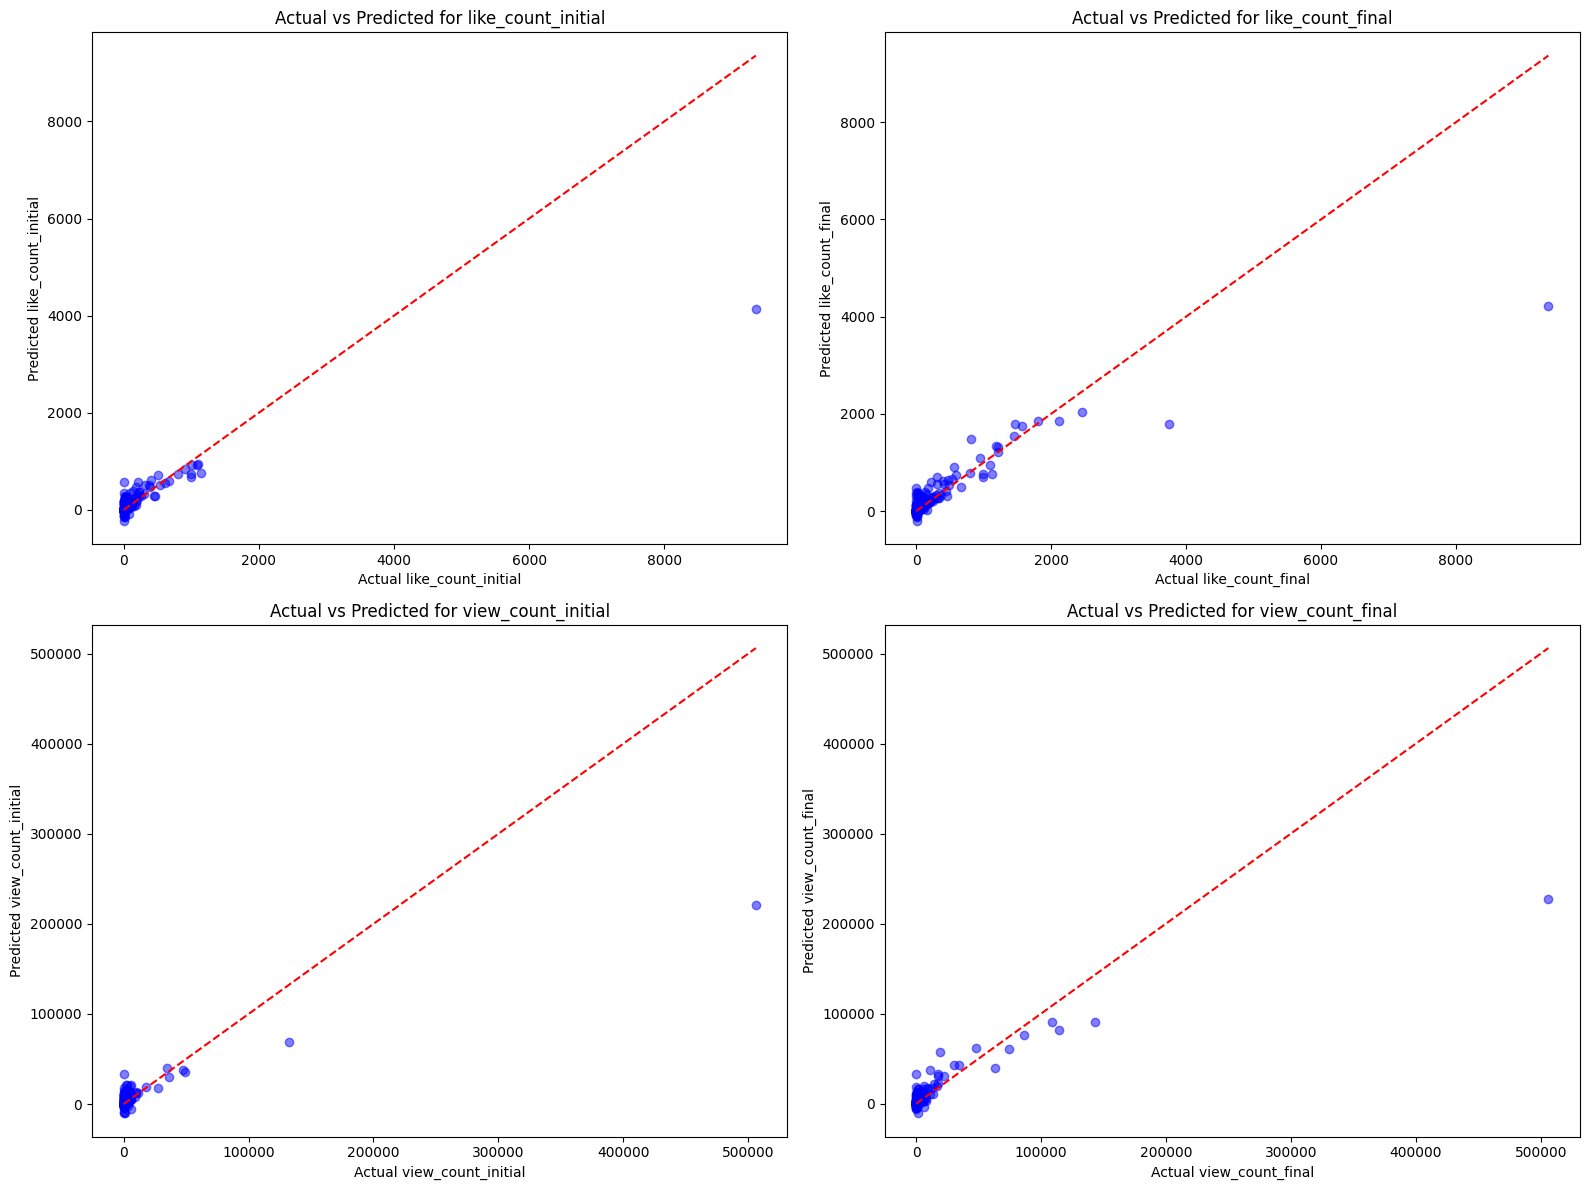 Actual vs Predicted for like_count_initial
Predicted like_count_initial
8000
6000
4000
2000
0
0 2000 4000 6000 8000
Actual like_count_initial
Actual vs Predicted for like_count_final
Predicted like_count_final
8000
6000
4000
2000
0
0 2000 4000 6000 8000
Actual like_count_final
Actual vs Predicted for view_count_initial
Predicted view_count_initial
500000
400000
300000
200000
100000
0
0 100000 200000 300000 400000 500000
Actual view_count_initial
Actual vs Predicted for view_count_final
Predicted view_count_final
500000
400000
300000
200000
100000
0
0 100000 200000 300000 400000 500000
Actual view_count_final